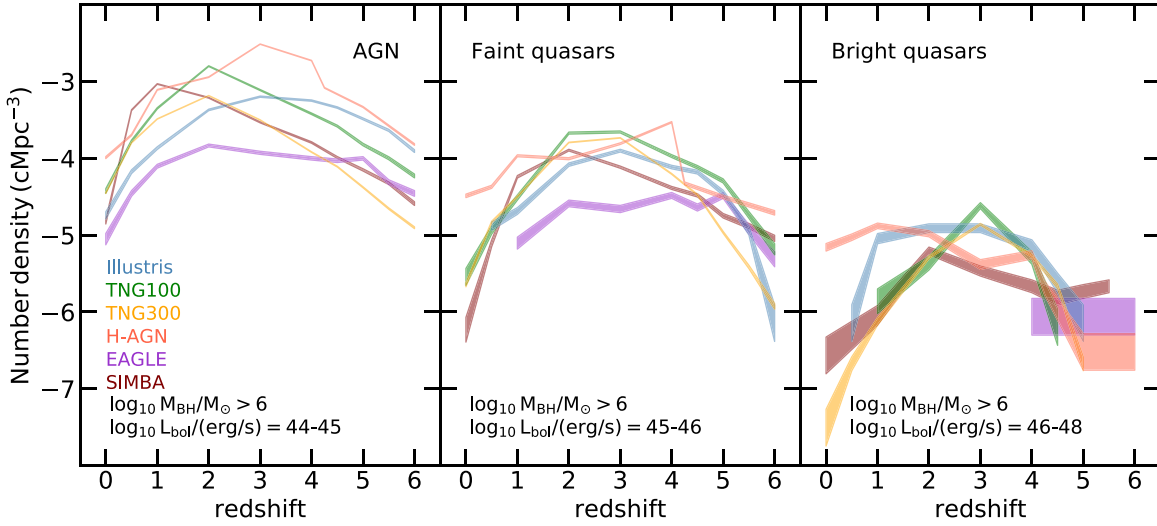 AGN
Faint quasars
Bright quasars
Number density (cMpc⁻³)
−3
−4
−5
−6
−7
Illustris
TNG100
TNG300
H-AGN
EAGLE
SIMBA
log₁₀ M_BH/M_⊙ > 6
log₁₀ L_bol/(erg/s) = 44-45
log₁₀ M_BH/M_⊙ > 6
log₁₀ L_bol/(erg/s) = 45-46
log₁₀ M_BH/M_⊙ > 6
log₁₀ L_bol/(erg/s) = 46-48
0 1 2 3 4 5 6
0 1 2 3 4 5 6
0 1 2 3 4 5 6
redshift
redshift
redshift